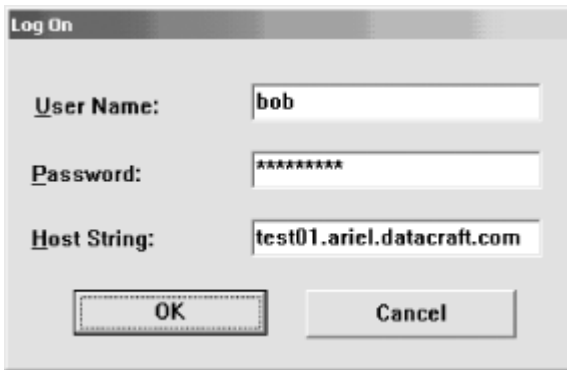 Log On
User Name: bob
Password: *********
Host String: test01.ariel.datacraft.com
OK Cancel